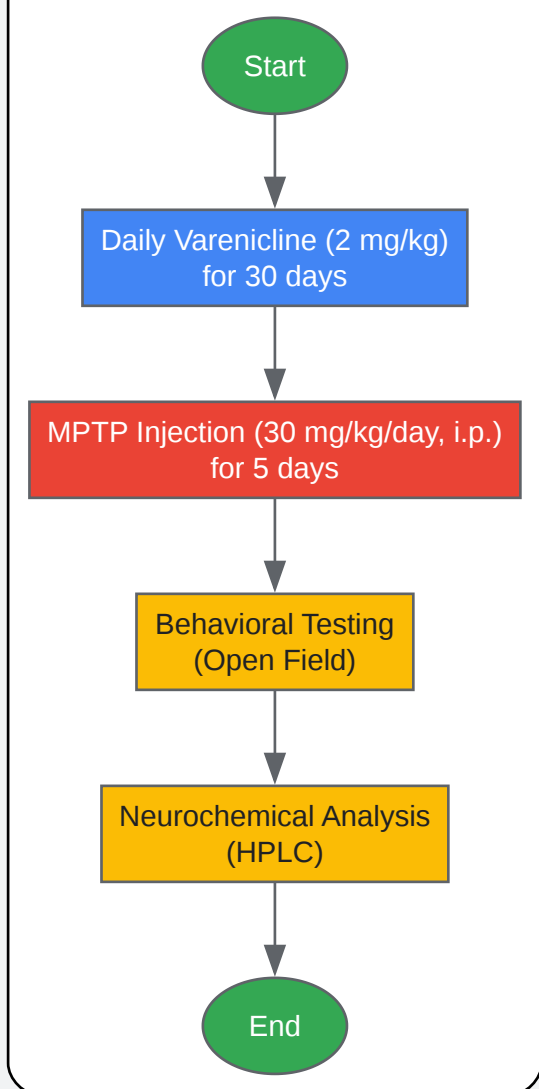 Start
Daily Varenicline (2 mg/kg)
for 30 days
MPTP Injection (30 mg/kg/day, i.p.)
for 5 days
Behavioral Testing
(Open Field)
Neurochemical Analysis
(HPLC)
End